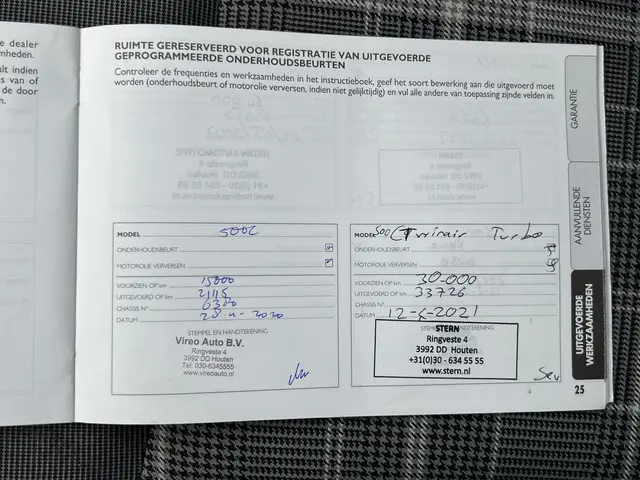 e dealer
mheden.
alt indien
s van of
de door
n.
RUIMTE GERESERVEERD VOOR REGISTRATIE VAN UITGEVOERDE
GEPROGRAMMEERDE ONDERHOUDSBEURTEN
Controleer de frequenties en werkzaamheden in het instructieboek, geef het soort bewerking aan die uitgevoerd moet
worden (onderhoudsbeurt of motorolie verversen, indien niet gelijktijdig) en vul alle andere van toepassing zijnde velden in.
GARANTIE
AANVULLENDE
DIENSTEN
UITGEVOERDE
WERKZAAMHEDEN
MODEL 500C
ONDERHOUDSBEURT
MOTOROLIE VERVERSEN
VOORZIEN OP km 15000
UITGEVOERD OP km 21115
CHASSIS N°
DATUM 2020
STEMPEL EN HANDTEKENING
Vireo Auto B.V.
Ringveste 4
3992 DD Houten
Tel: 030-6345555
www.vireoauto.nl
MODEL 500C Twinair Turbo
ONDERHOUDSBEURT
MOTOROLIE VERVERSEN
VOORZIEN OP km 30-000
UITGEVOERD OP km 33726
CHASSIS N°
DATUM 12-5-2021
STERN
Ringveste 4
3992 DD Houten
+31(0)30 - 634 55 55
www.stern.nl
25